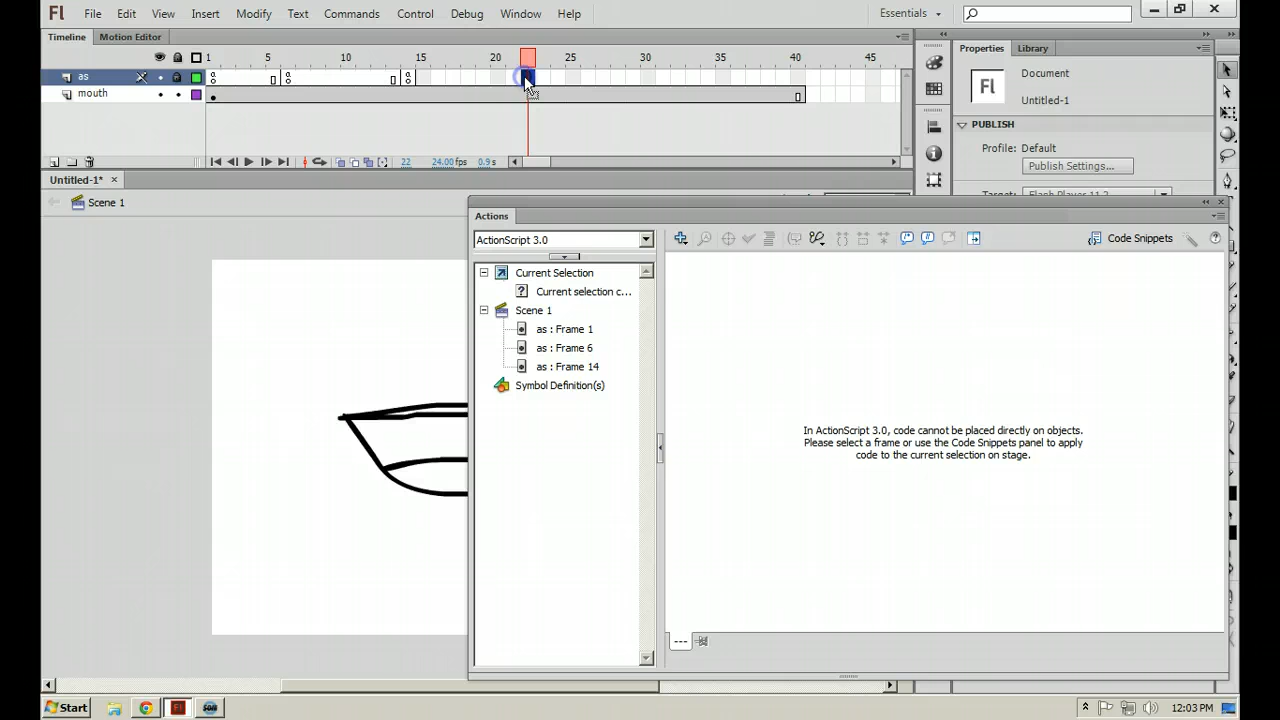 Fl File Edit View Insert Modify Text Commands Control Debug Window Help Essentials
Timeline Motion Editor
1 5 10 15 20 25 30 35 40 45
as
mouth
22 24.00 fps 0.9 s
Untitled-1*
Scene 1
Properties Library
Document
Fl
Untitled-1
PUBLISH
Profile: Default
Publish Settings...
Target: Flash Player 11.2
Actions
ActionScript 3.0
Code Snippets
Current Selection
Current selection c...
Scene 1
as : Frame 1
as : Frame 6
as : Frame 14
Symbol Definition(s)
In ActionScript 3.0, code cannot be placed directly on objects.
Please select a frame or use the Code Snippets panel to apply
code to the current selection on stage.
Start
12:03 PM